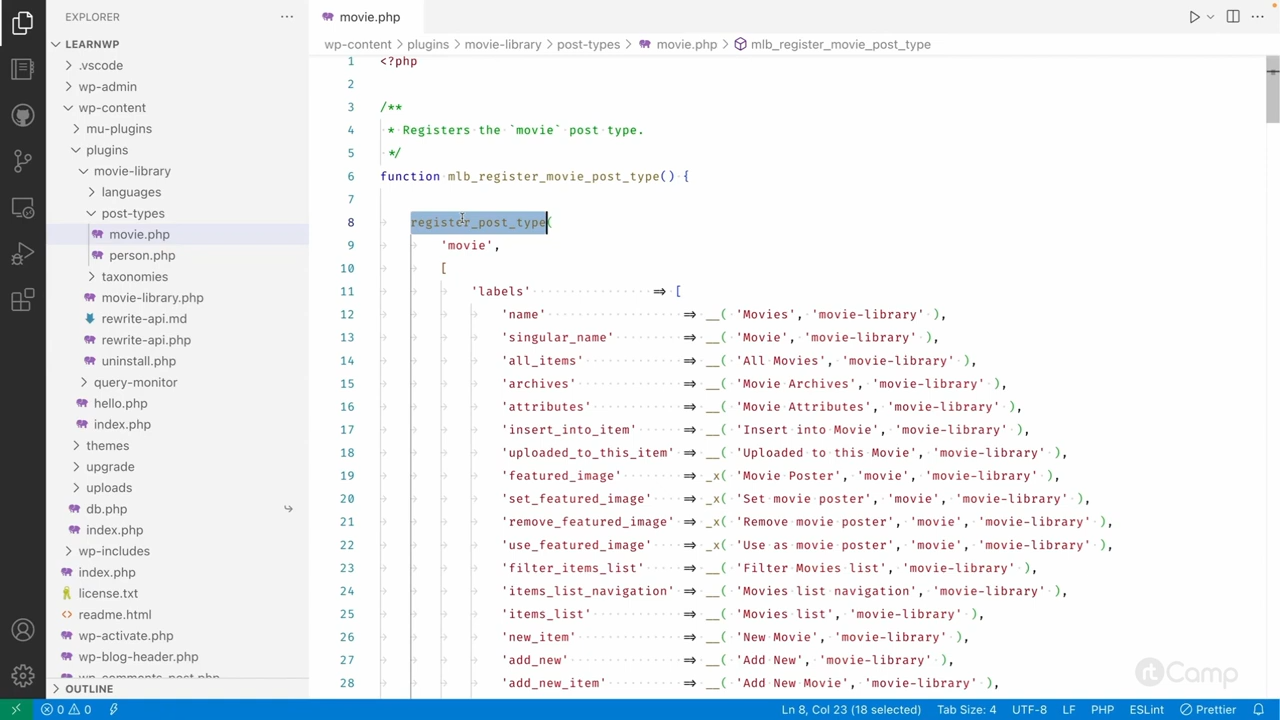 EXPLORER
LEARNWP
.vscode
wp-admin
wp-content
mu-plugins
plugins
movie-library
languages
post-types
movie.php
person.php
taxonomies
movie-library.php
rewrite-api.md
rewrite-api.php
uninstall.php
query-monitor
hello.php
index.php
themes
upgrade
uploads
db.php
index.php
wp-includes
index.php
license.txt
readme.html
wp-activate.php
wp-blog-header.php
wp-comments_post.php
OUTLINE
movie.php
wp-content > plugins > movie-library > post-types > movie.php > mlb_register_movie_post_type
1 <?php
2
3 /**
4 * Registers the `movie` post type.
5 */
6 function mlb_register_movie_post_type() {
7
8 register_post_type(
9 'movie',
10 [
11 'labels' => [
12 'name' => __( 'Movies', 'movie-library' ),
13 'singular_name' => __( 'Movie', 'movie-library' ),
14 'all_items' => __( 'All Movies', 'movie-library' ),
15 'archives' => __( 'Movie Archives', 'movie-library' ),
16 'attributes' => __( 'Movie Attributes', 'movie-library' ),
17 'insert_into_item' => __( 'Insert into Movie', 'movie-library' ),
18 'uploaded_to_this_item' => __( 'Uploaded to this Movie', 'movie-library' ),
19 'featured_image' => _x( 'Movie Poster', 'movie', 'movie-library' ),
20 'set_featured_image' => _x( 'Set movie poster', 'movie', 'movie-library' ),
21 'remove_featured_image' => _x( 'Remove movie poster', 'movie', 'movie-library' ),
22 'use_featured_image' => _x( 'Use as movie poster', 'movie', 'movie-library' ),
23 'filter_items_list' => __( 'Filter Movies list', 'movie-library' ),
24 'items_list_navigation' => __( 'Movies list navigation', 'movie-library' ),
25 'items_list' => __( 'Movies list', 'movie-library' ),
26 'new_item' => __( 'New Movie', 'movie-library' ),
27 'add_new' => __( 'Add New', 'movie-library' ),
28 'add_new_item' => __( 'Add New Movie', 'movie-library' ),
rtCamp
0 0 Ln 8, Col 23 (18 selected) Tab Size: 4 UTF-8 LF PHP ESLint Prettier